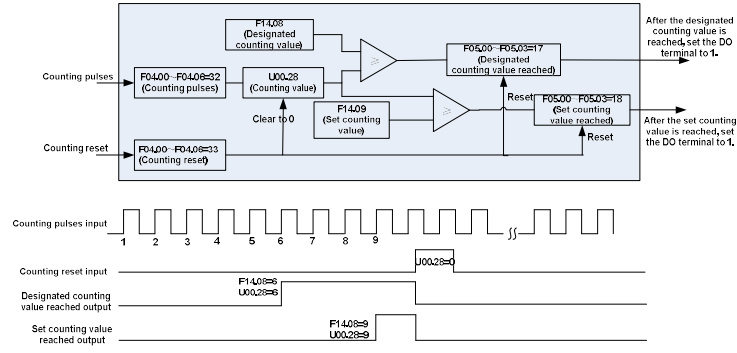 F14.08
(Designated
counting value)
After the designated
counting value is
reached, set the DO
terminal to 1.
≥
F05.00~F05.03=17
(Designated
counting value reached)
Counting pulses
F04.00~F04.06=32
(Counting pulses)
U00.28
(Counting value)
Reset
F14.09
(Set counting
value)
≥
F05.00~F05.03=18
(Set counting
value reached)
Clear to 0
After the set counting
value is reached, set
the DO terminal to 1.
Reset
Counting reset
F04.00~F04.06=33
(Counting reset)
Counting pulses input
1 2 3 4 5 6 7 8 9
Counting reset input
U00.28=0
F14.08=6
U00.28=6
Designated counting
value reached output
F14.08=9
U00.28=9
Set counting value
reached output